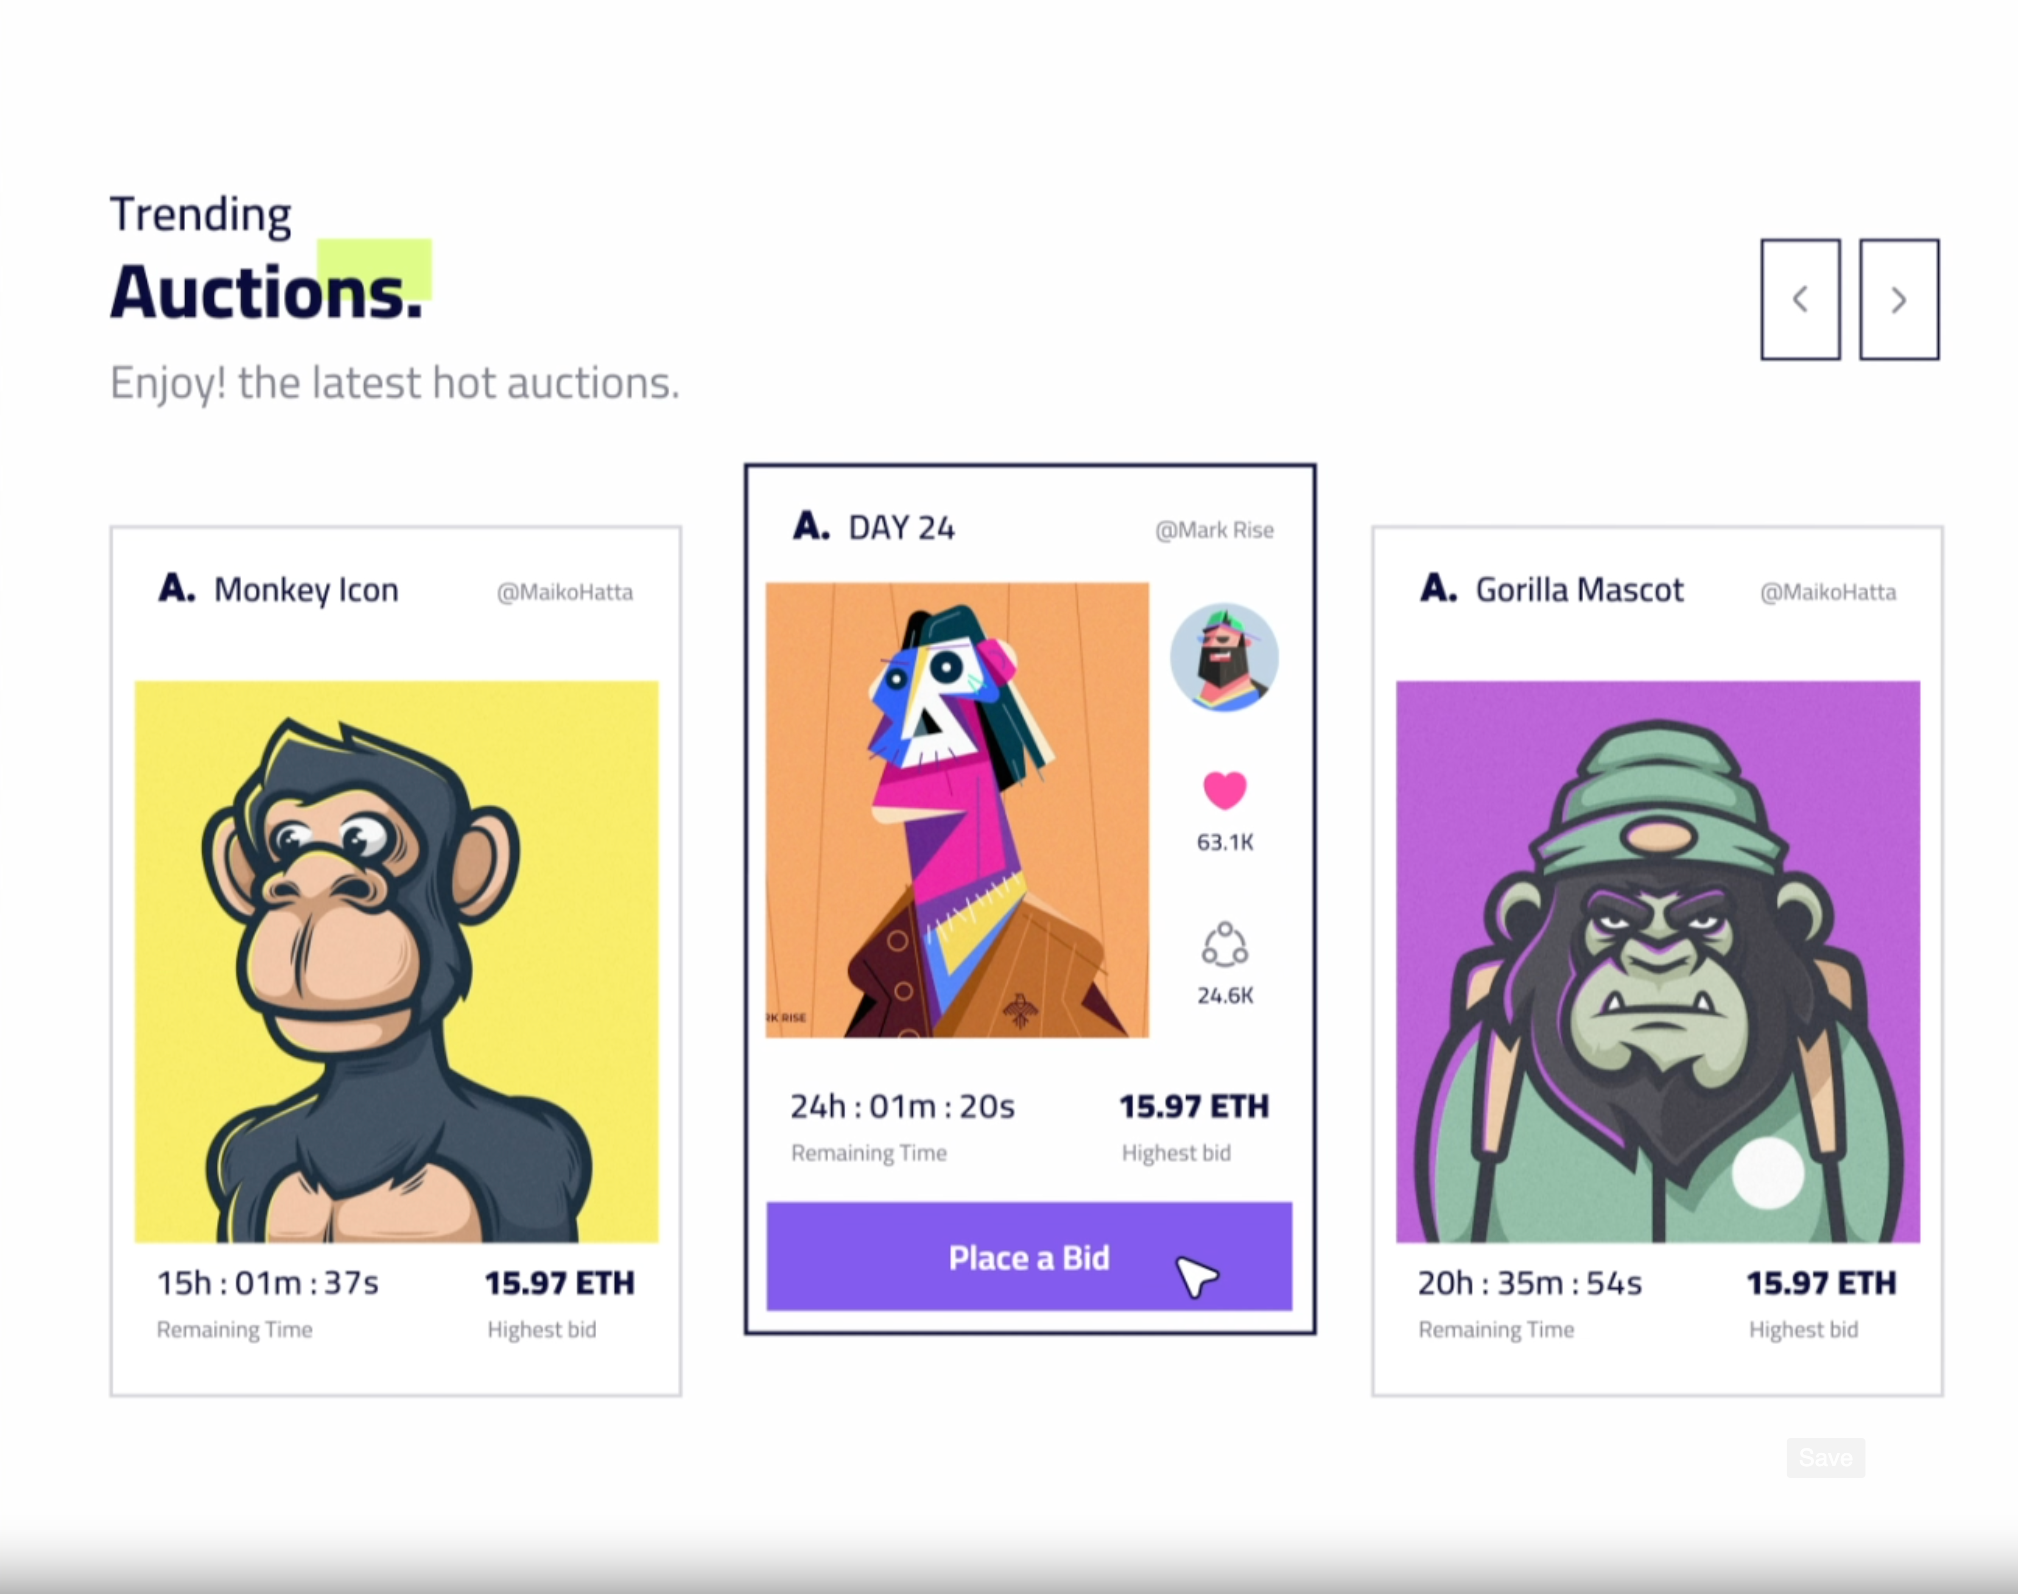 Trending
Auctions.
Enjoy! the latest hot auctions.
A. Monkey Icon @MaikoHatta
15h : 01m : 37s 15.97 ETH
Remaining Time Highest bid
A. DAY 24 @Mark Rise
63.1K
24.6K
RK RISE
24h : 01m : 20s 15.97 ETH
Remaining Time Highest bid
Place a Bid
A. Gorilla Mascot @MaikoHatta
20h : 35m : 54s 15.97 ETH
Remaining Time Highest bid
Save